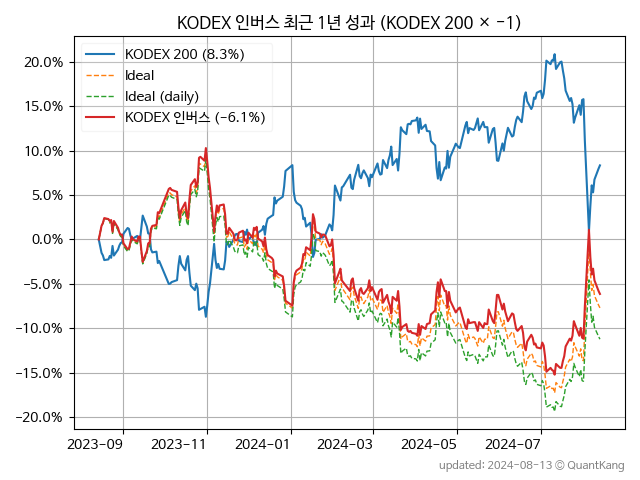 KODEX 인버스 최근 1년 성과 (KODEX 200 × −1)
KODEX 200 (8.3%)
Ideal
Ideal (daily)
KODEX 인버스 (−6.1%)
20.0%
15.0%
10.0%
5.0%
0.0%
−5.0%
−10.0%
−15.0%
−20.0%
2023-09 2023-11 2024-01 2024-03 2024-05 2024-07
updated: 2024-08-13 © QuantKang